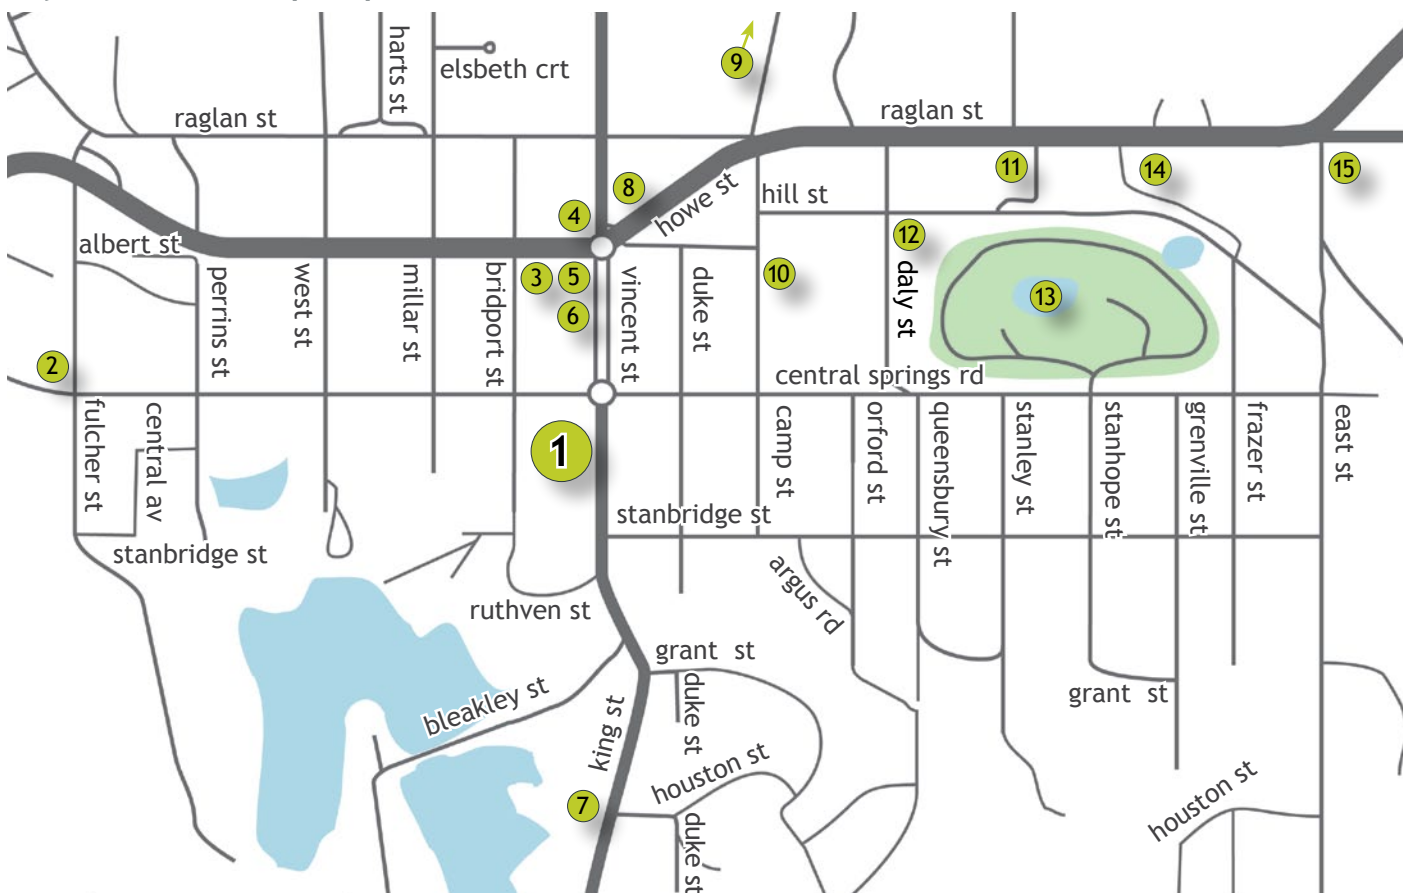 harts st
elsbeth crt
9
raglan st
raglan st
11
14
15
8
howe st
hill st
4
albert st
12
perrins st
west st
millar st
bridport st
3
5
6
vincent st
duke st
10
daly st
13
2
central springs rd
fulcher st
central av
1
camp st
orford st
queensbury st
stanley st
stanhope st
grenville st
frazer st
east st
stanbridge st
stanbridge st
argus rd
ruthven st
grant st
grant st
bleakley st
duke st
king st
houston st
houston st
7
duke st